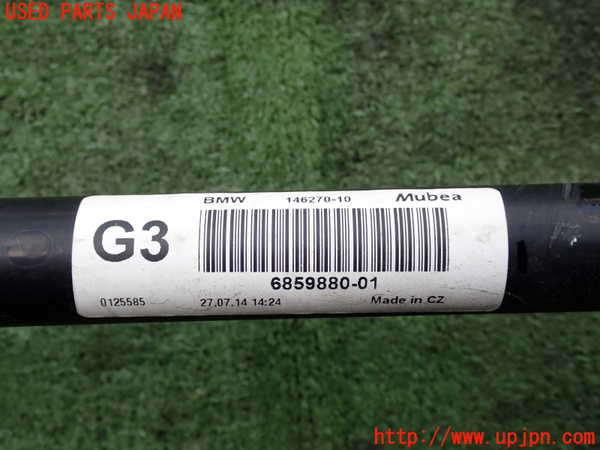 USED PARTS JAPAN
BMW 146270-10 Mubea
G3
6859880-01
0125585 27.07.14 14:24 Made in CZ
http://www.upjpn.com/